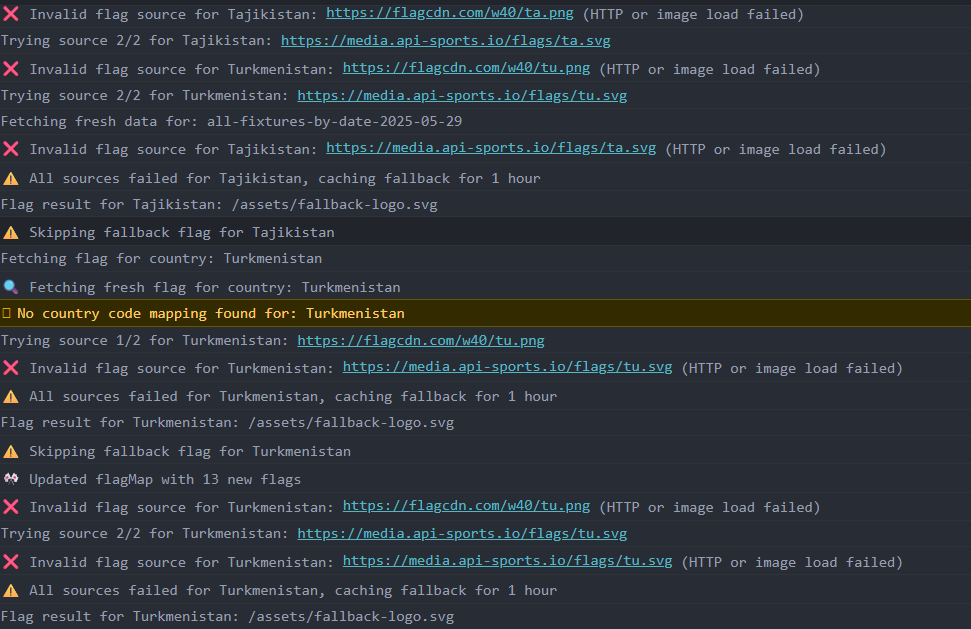 ❌ Invalid flag source for Tajikistan: https://flagcdn.com/w40/ta.png (HTTP or image load failed)
Trying source 2/2 for Tajikistan: https://media.api-sports.io/flags/ta.svg
❌ Invalid flag source for Turkmenistan: https://flagcdn.com/w40/tu.png (HTTP or image load failed)
Trying source 2/2 for Turkmenistan: https://media.api-sports.io/flags/tu.svg
Fetching fresh data for: all-fixtures-by-date-2025-05-29
❌ Invalid flag source for Tajikistan: https://media.api-sports.io/flags/ta.svg (HTTP or image load failed)
⚠️ All sources failed for Tajikistan, caching fallback for 1 hour
Flag result for Tajikistan: /assets/fallback-logo.svg
⚠️ Skipping fallback flag for Tajikistan
Fetching flag for country: Turkmenistan
🔍 Fetching fresh flag for country: Turkmenistan
No country code mapping found for: Turkmenistan
Trying source 1/2 for Turkmenistan: https://flagcdn.com/w40/tu.png
❌ Invalid flag source for Turkmenistan: https://media.api-sports.io/flags/tu.svg (HTTP or image load failed)
⚠️ All sources failed for Turkmenistan, caching fallback for 1 hour
Flag result for Turkmenistan: /assets/fallback-logo.svg
⚠️ Skipping fallback flag for Turkmenistan
🎌 Updated flagMap with 13 new flags
❌ Invalid flag source for Turkmenistan: https://flagcdn.com/w40/tu.png (HTTP or image load failed)
Trying source 2/2 for Turkmenistan: https://media.api-sports.io/flags/tu.svg
❌ Invalid flag source for Turkmenistan: https://media.api-sports.io/flags/tu.svg (HTTP or image load failed)
⚠️ All sources failed for Turkmenistan, caching fallback for 1 hour
Flag result for Turkmenistan: /assets/fallback-logo.svg